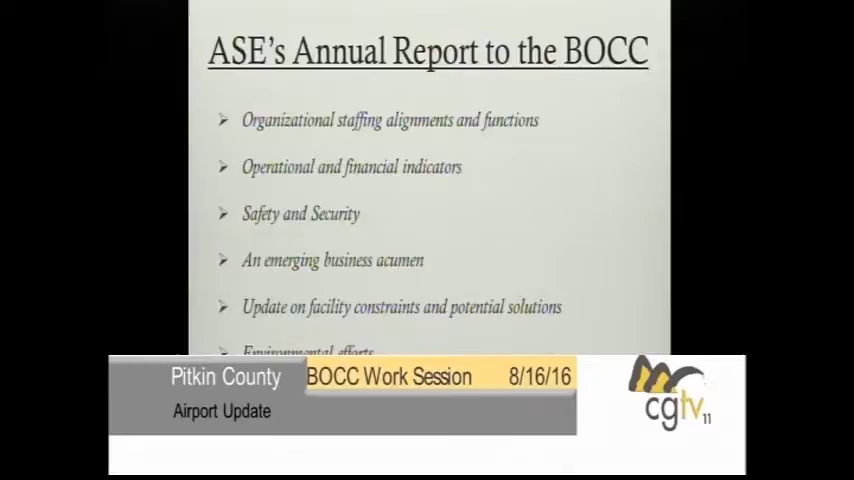 ASE's Annual Report to the BOCC
➢ Organizational staffing alignments and functions
➢ Operational and financial indicators
➢ Safety and Security
➢ An emerging business acumen
➢ Update on facility constraints and potential solutions
➢ Environmental efforts
Pitkin County BOCC Work Session 8/16/16
Airport Update
cgtv 11